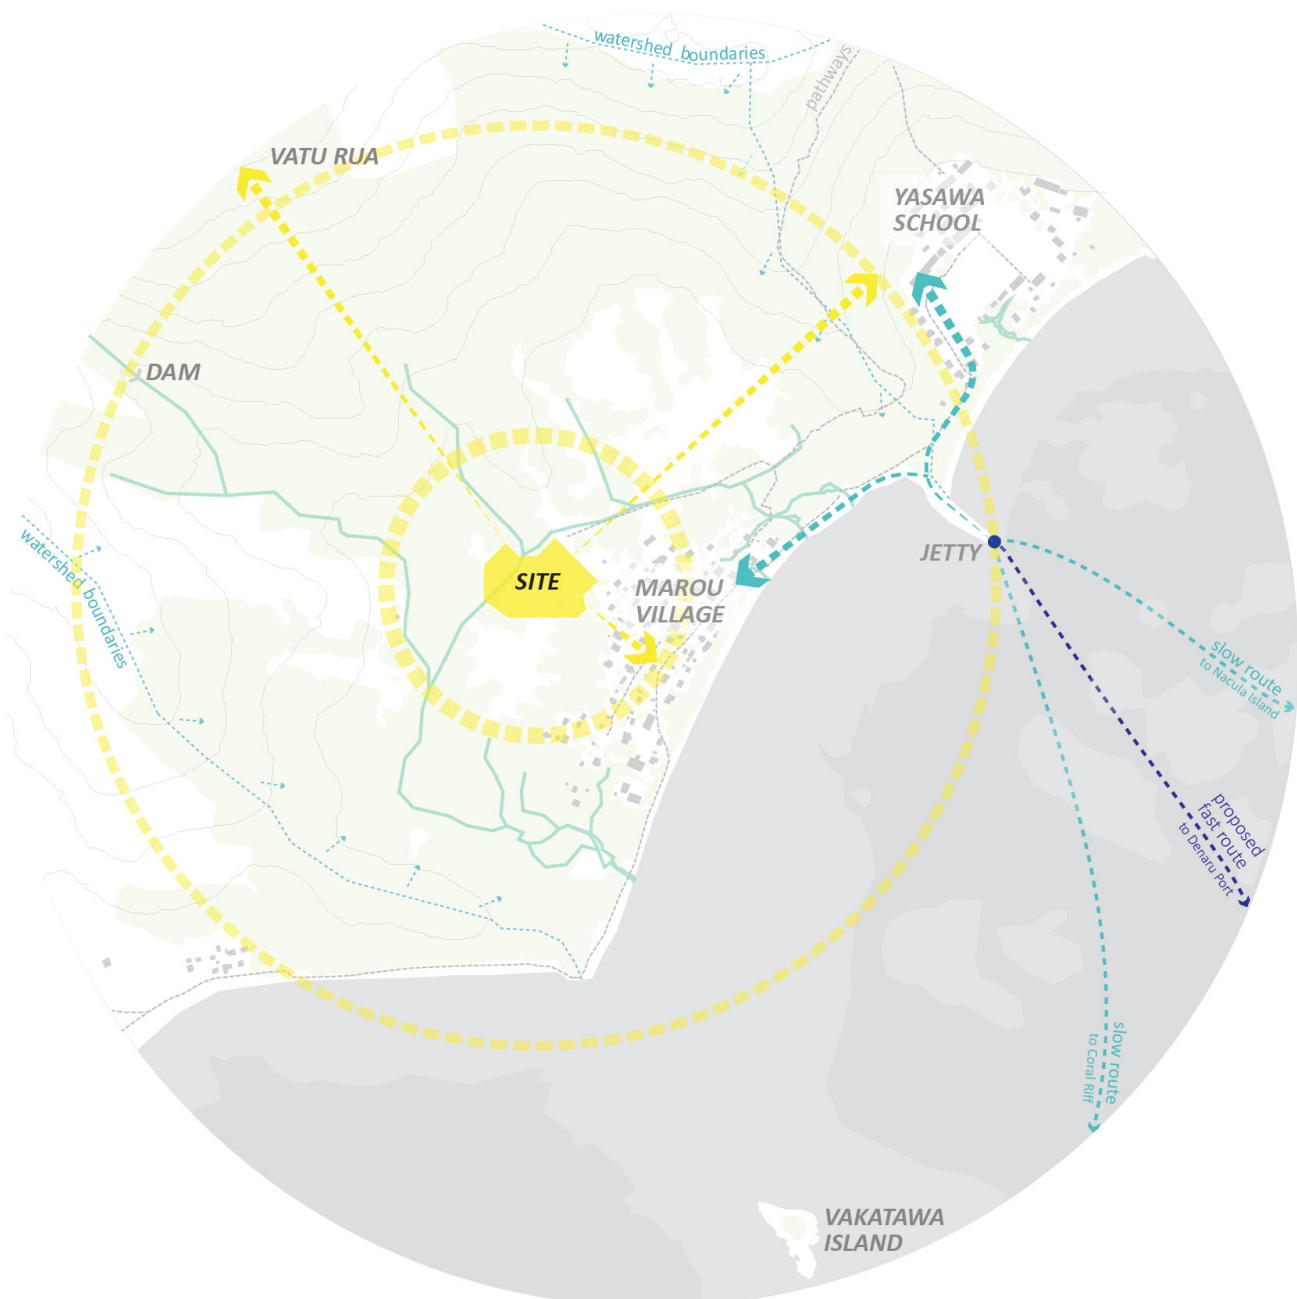 watershed boundaries
pathways
VATU RUA
YASAWA
SCHOOL
DAM
watershed boundaries
SITE
MAROU
VILLAGE
JETTY
slow route
to Nacula Island
proposed
fast route
to Denaru Port
slow route
to Coral Riff
VAKATAWA
ISLAND